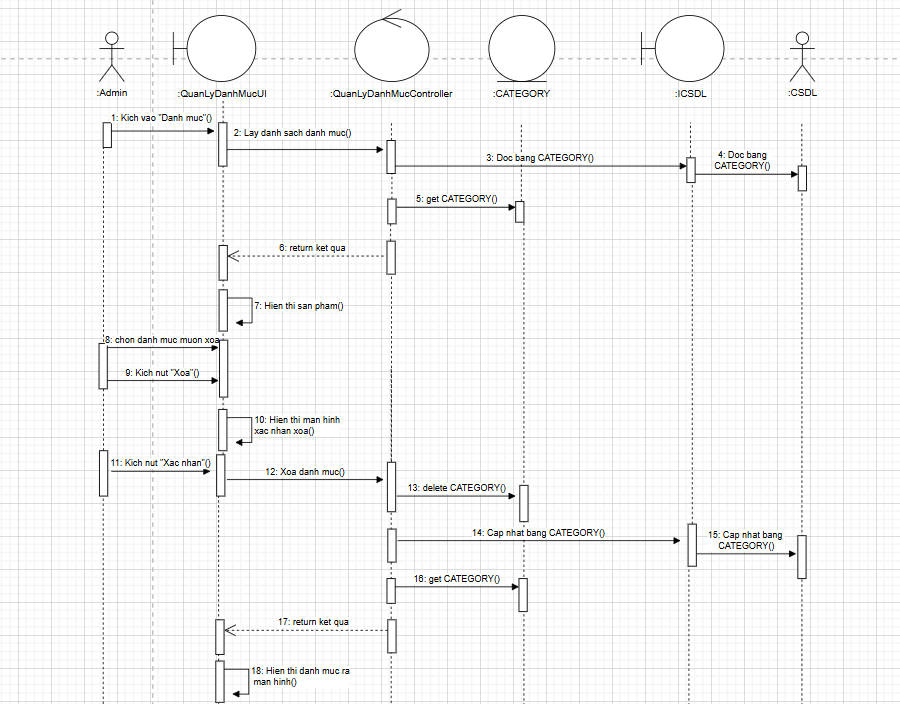 :Admin
:QuanLyDanhMucUI
:QuanLyDanhMucController
:CATEGORY
:ICSDL
:CSDL
1: Kich vao "Danh muc"()
2: Lay danh sach danh muc()
3: Doc bang CATEGORY()
4: Doc bang
CATEGORY()
5: get CATEGORY()
6: return ket qua
7: Hien thi san pham()
8: chon danh muc muon xoa
9: Kich nut "Xoa"()
10: Hien thi man hinh
xac nhan xoa()
11: Kich nut "Xac nhan"()
12: Xoa danh muc()
13: delete CATEGORY()
14: Cap nhat bang CATEGORY()
15: Cap nhat bang
CATEGORY()
16: get CATEGORY()
17: return ket qua
18: Hien thi danh muc ra
man hinh()